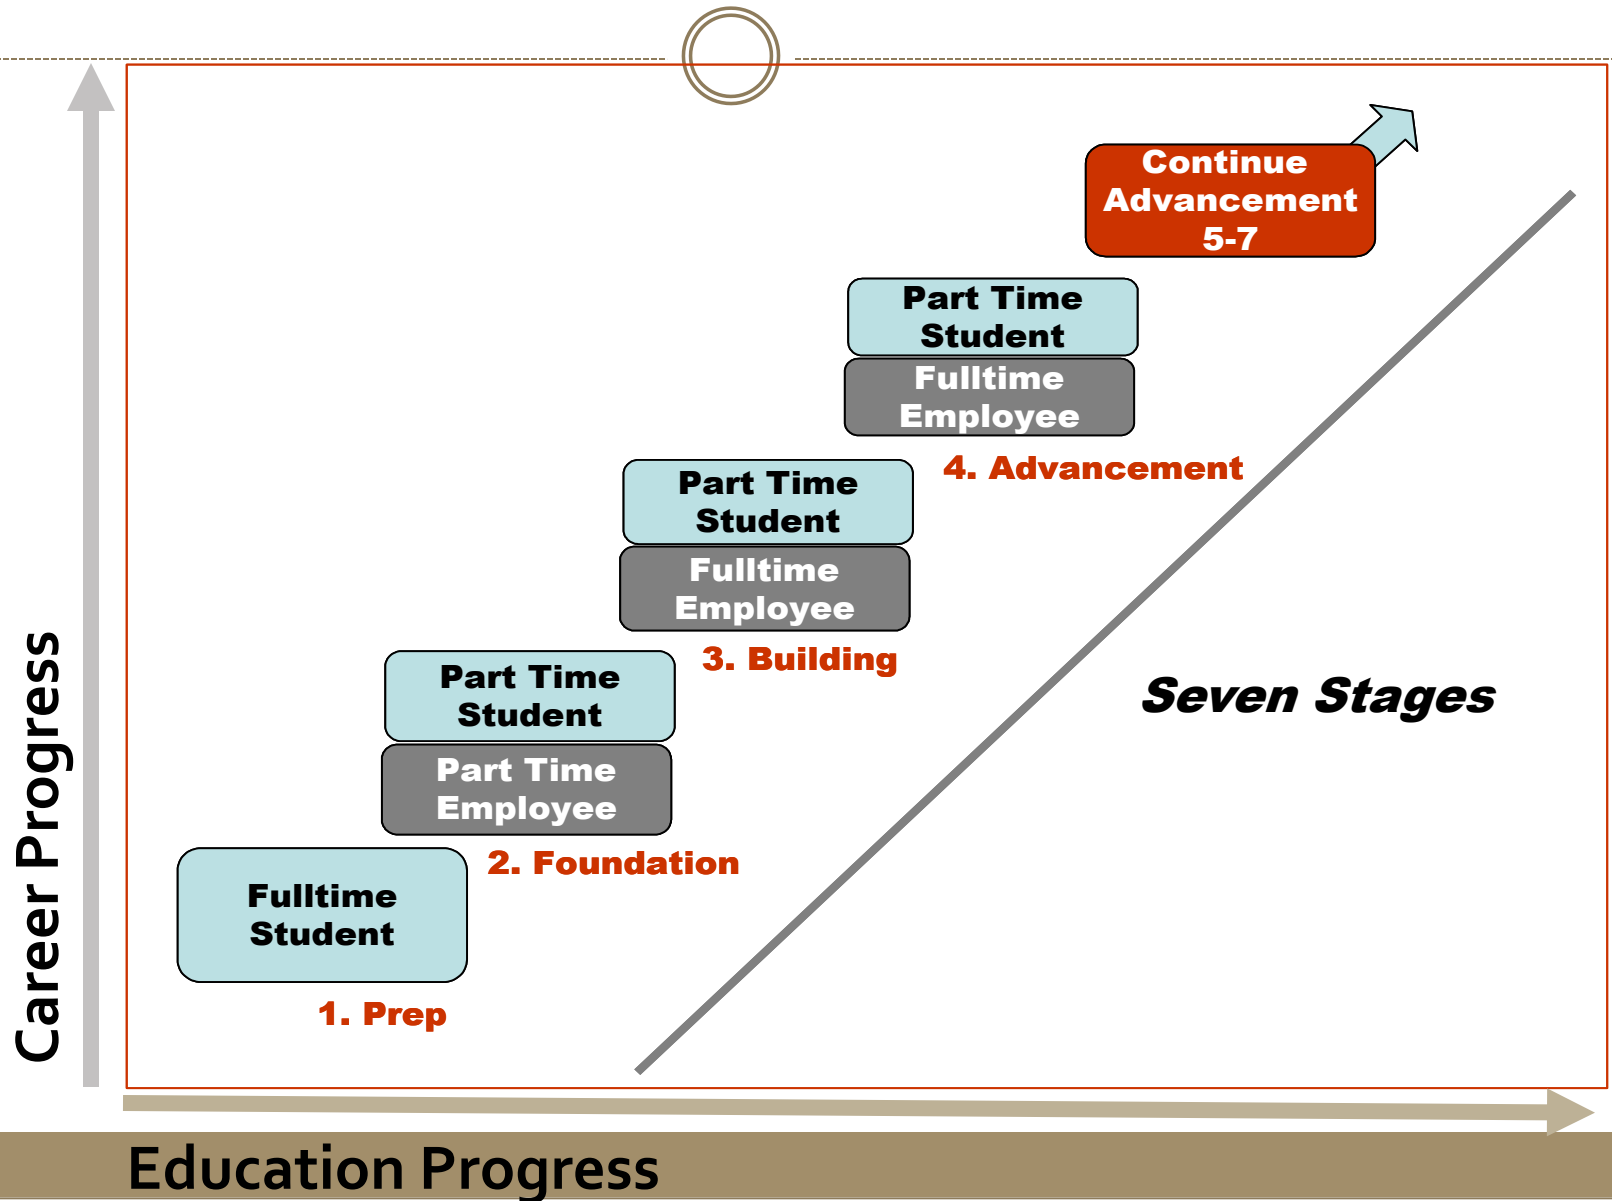 Continue
Advancement
5-7
Part Time
Student
Fulltime
Employee
4. Advancement
Part Time
Student
Fulltime
Employee
3. Building
Part Time
Student
Part Time
Employee
2. Foundation
Fulltime
Student
1. Prep
Seven Stages
Career Progress
Education Progress